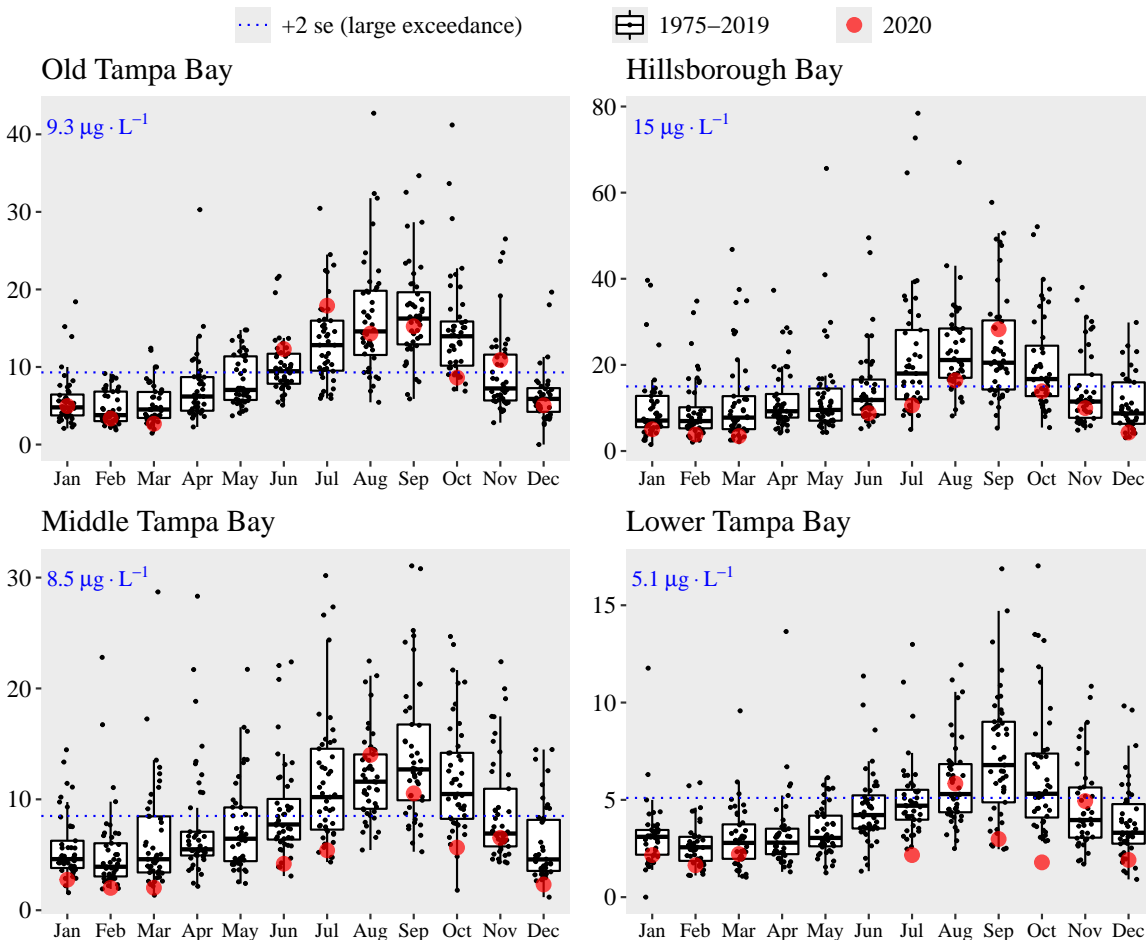 +2 se (large exceedance) 1975−2019 2020
Old Tampa Bay
9.3 μg · L⁻¹
40
30
20
10
0
Jan Feb Mar Apr May Jun Jul Aug Sep Oct Nov Dec
Hillsborough Bay
15 μg · L⁻¹
80
60
40
20
0
Jan Feb Mar Apr May Jun Jul Aug Sep Oct Nov Dec
Middle Tampa Bay
8.5 μg · L⁻¹
30
20
10
0
Jan Feb Mar Apr May Jun Jul Aug Sep Oct Nov Dec
Lower Tampa Bay
5.1 μg · L⁻¹
15
10
5
0
Jan Feb Mar Apr May Jun Jul Aug Sep Oct Nov Dec